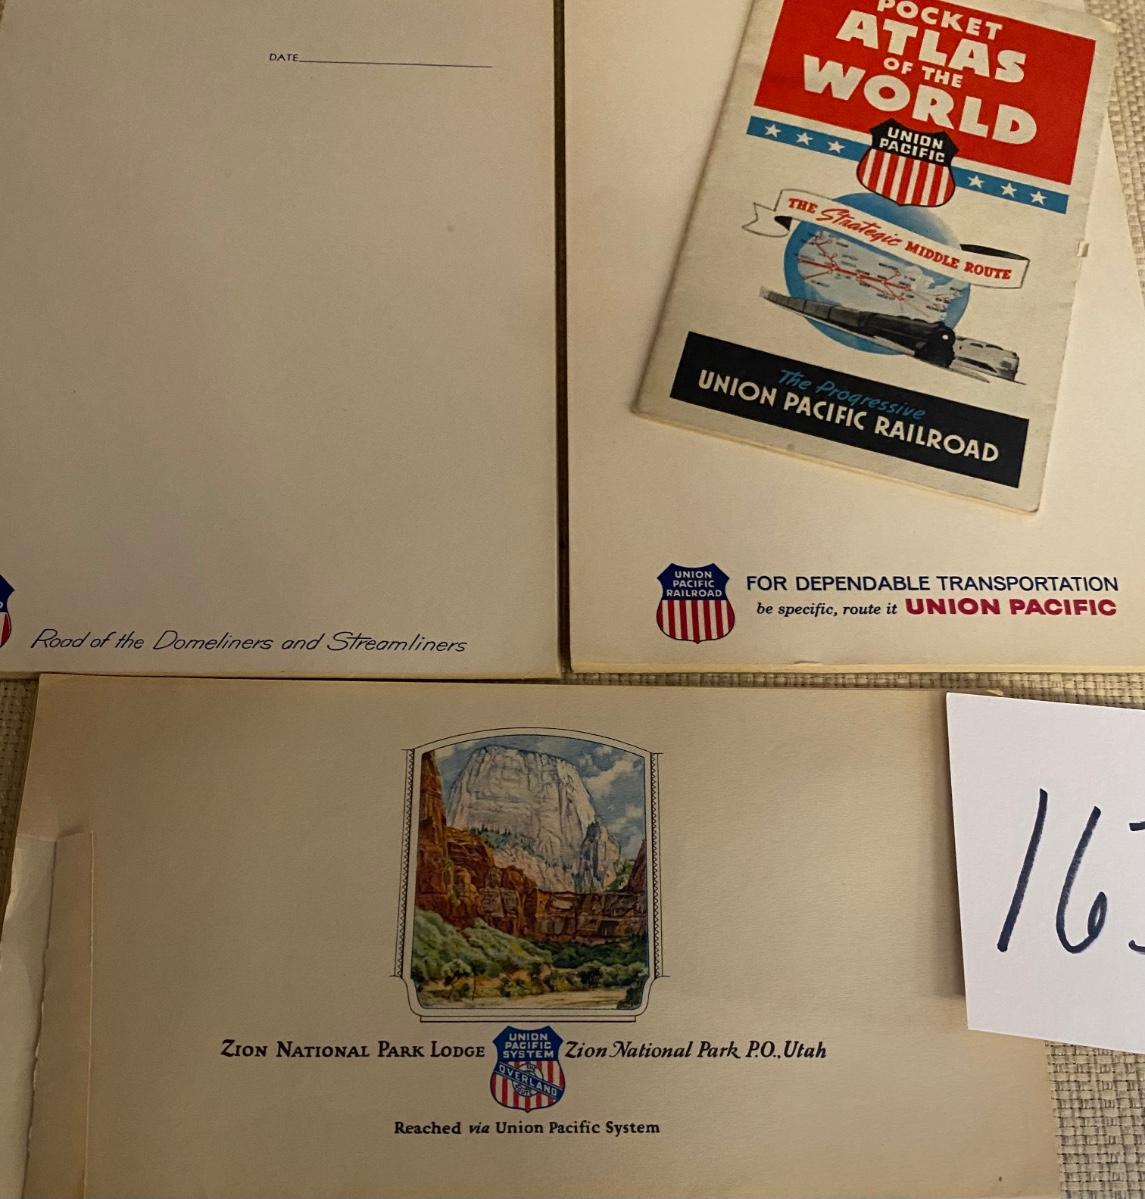 DATE
Road of the Domeliners and Streamliners
POCKET
ATLAS
OF THE
WORLD
UNION
PACIFIC
THE Strategic MIDDLE ROUTE
The Progressive
UNION PACIFIC RAILROAD
UNION
PACIFIC
RAILROAD
FOR DEPENDABLE TRANSPORTATION
be specific, route it UNION PACIFIC
ZION NATIONAL PARK LODGE
UNION
PACIFIC
SYSTEM
THE
OVERLAND
ROUTE
Zion National Park P.O., Utah
Reached via Union Pacific System
16